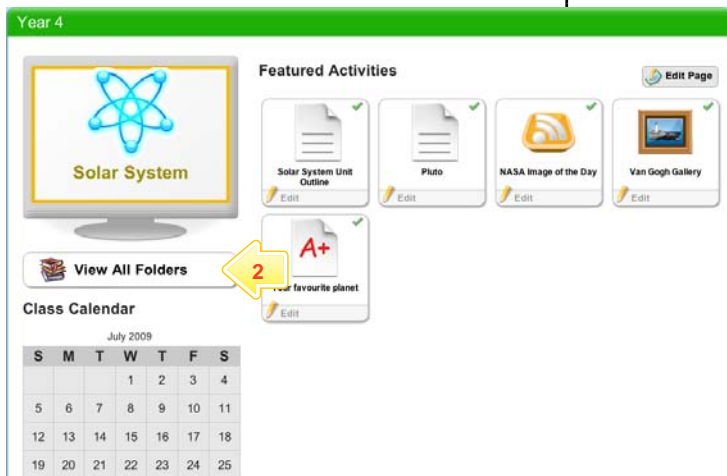 Year 4
Solar System
View All Folders
2
Class Calendar
July 2009
S M T W T F S
1 2 3 4
5 6 7 8 9 10 11
12 13 14 15 16 17 18
19 20 21 22 23 24 25
Featured Activities
Edit Page
Solar System Unit
Outline
Edit
Pluto
Edit
NASA Image of the Day
Edit
Van Gogh Gallery
Edit
A+
favourite planet
Edit